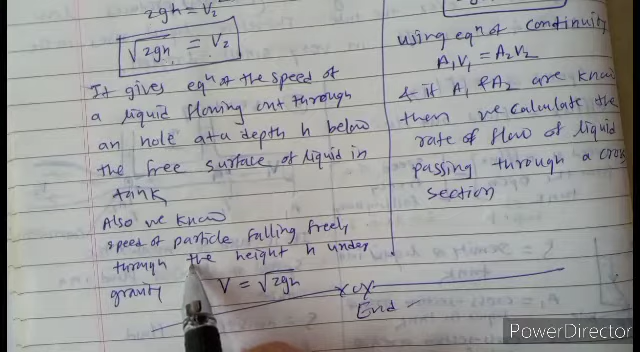 2gh = V2
√2gh = V2
It gives eqn of the speed of
a liquid flowing out through
an hole at a depth h below
the free surface of liquid in
tank
Also we know
speed of particle falling freely
through the height h under
gravity V = √2gh
using eqn of continuity
A1V1 = A2V2
& if A1 & A2 are know
then we calculate the
rate of flow of liquid
passing through a cross
section
xox
End
PowerDirector